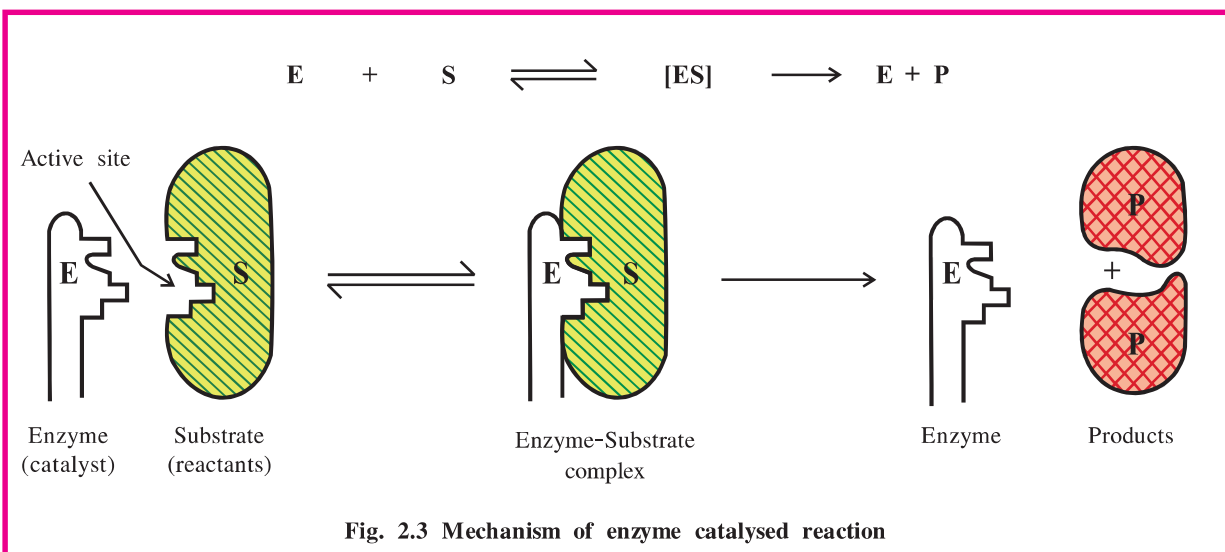 E + S ⇌ [ES] ⟶ E + P
Active site
E
S
E
S
E
P
+
P
Enzyme
(catalyst)
Substrate
(reactants)
Enzyme-Substrate
complex
Enzyme
Products
Fig. 2.3 Mechanism of enzyme catalysed reaction